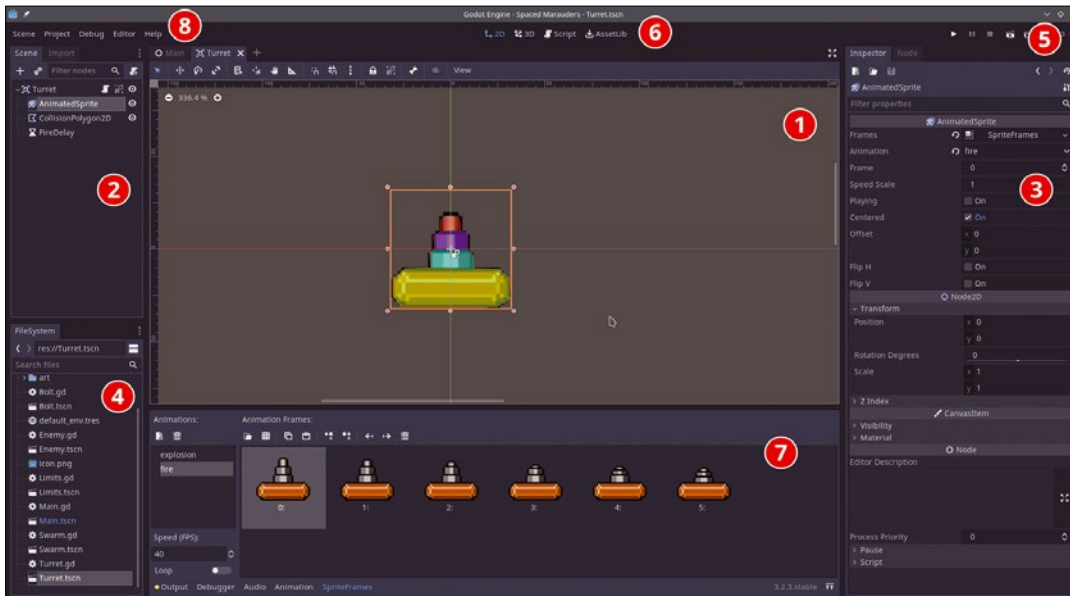 Godot Engine - Spaced Marauders - Turret.tscn
Scene Project Debug Editor Help
8
2D 3D Script AssetLib
6
5
Scene Import
Filter nodes
Turret
AnimatedSprite
CollisionPolygon2D
FireDelay
2
Main Turret
View
336.4 %
1
FileSystem
res://Turret.tscn
Search files
art
Bolt.gd
Bolt.tscn
default_env.tres
Enemy.gd
Enemy.tscn
icon.png
Limits.gd
Limits.tscn
Main.gd
Main.tscn
Swarm.gd
Swarm.tscn
Turret.gd
Turret.tscn
4
Animations:
explosion
fire
Speed (FPS):
40
Loop
Animation Frames:
0:
1:
2:
3:
4:
5:
7
Output Debugger Audio Animation SpriteFrames
3.2.3.stable
Inspector Node
AnimatedSprite
Filter properties
AnimatedSprite
Frames SpriteFrames
Animation fire
Frame 0
Speed Scale 1
3
Playing On
Centered On
Offset x 0
y 0
Flip H On
Flip V On
Node2D
Transform
Position x 0
y 0
Rotation Degrees 0
Scale x 1
y 1
Z Index
CanvasItem
Visibility
Material
Node
Editor Description
Process Priority 0
Pause
Script